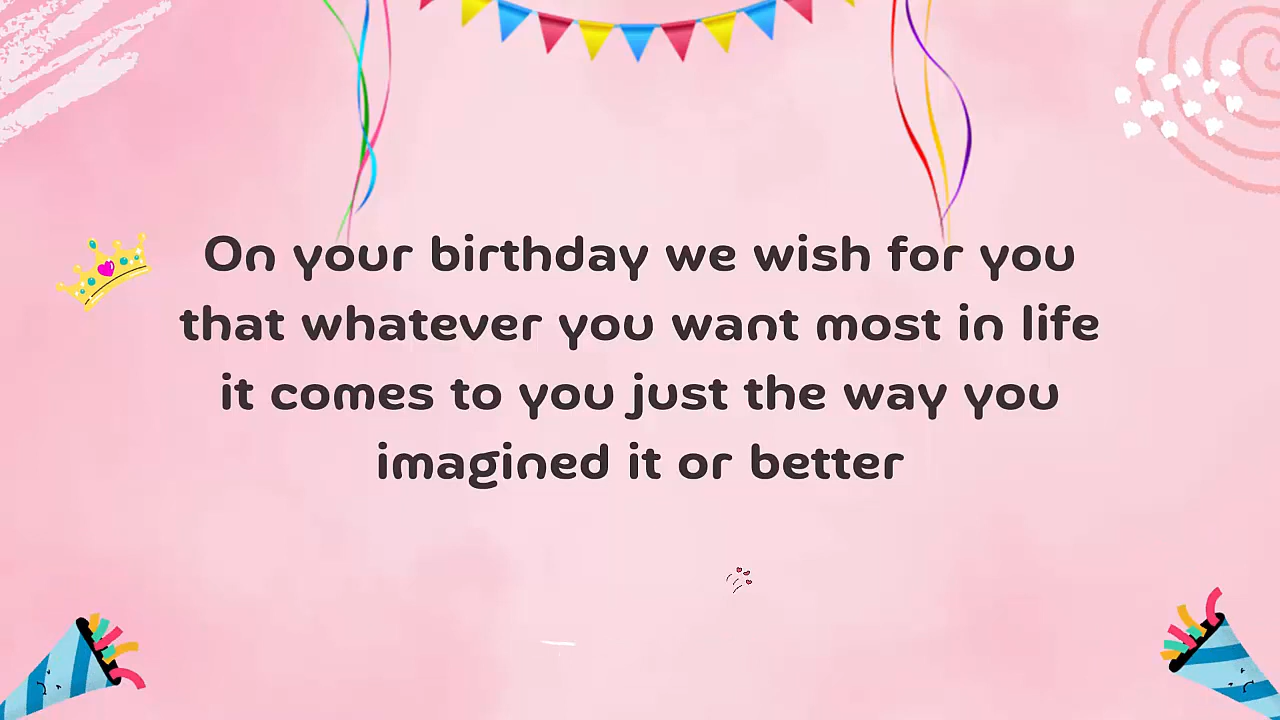 On your birthday we wish for you
that whatever you want most in life
it comes to you just the way you
imagined it or better